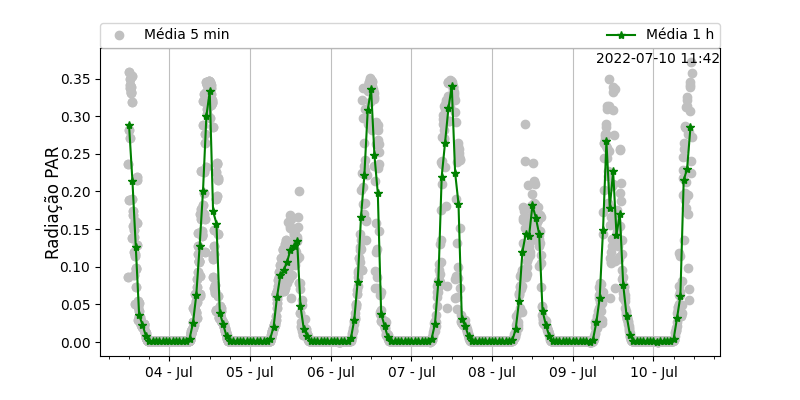 Média 5 min
Média 1 h
2022-07-10 11:42
Radiação PAR
0.35
0.30
0.25
0.20
0.15
0.10
0.05
0.00
04 - Jul
05 - Jul
06 - Jul
07 - Jul
08 - Jul
09 - Jul
10 - Jul